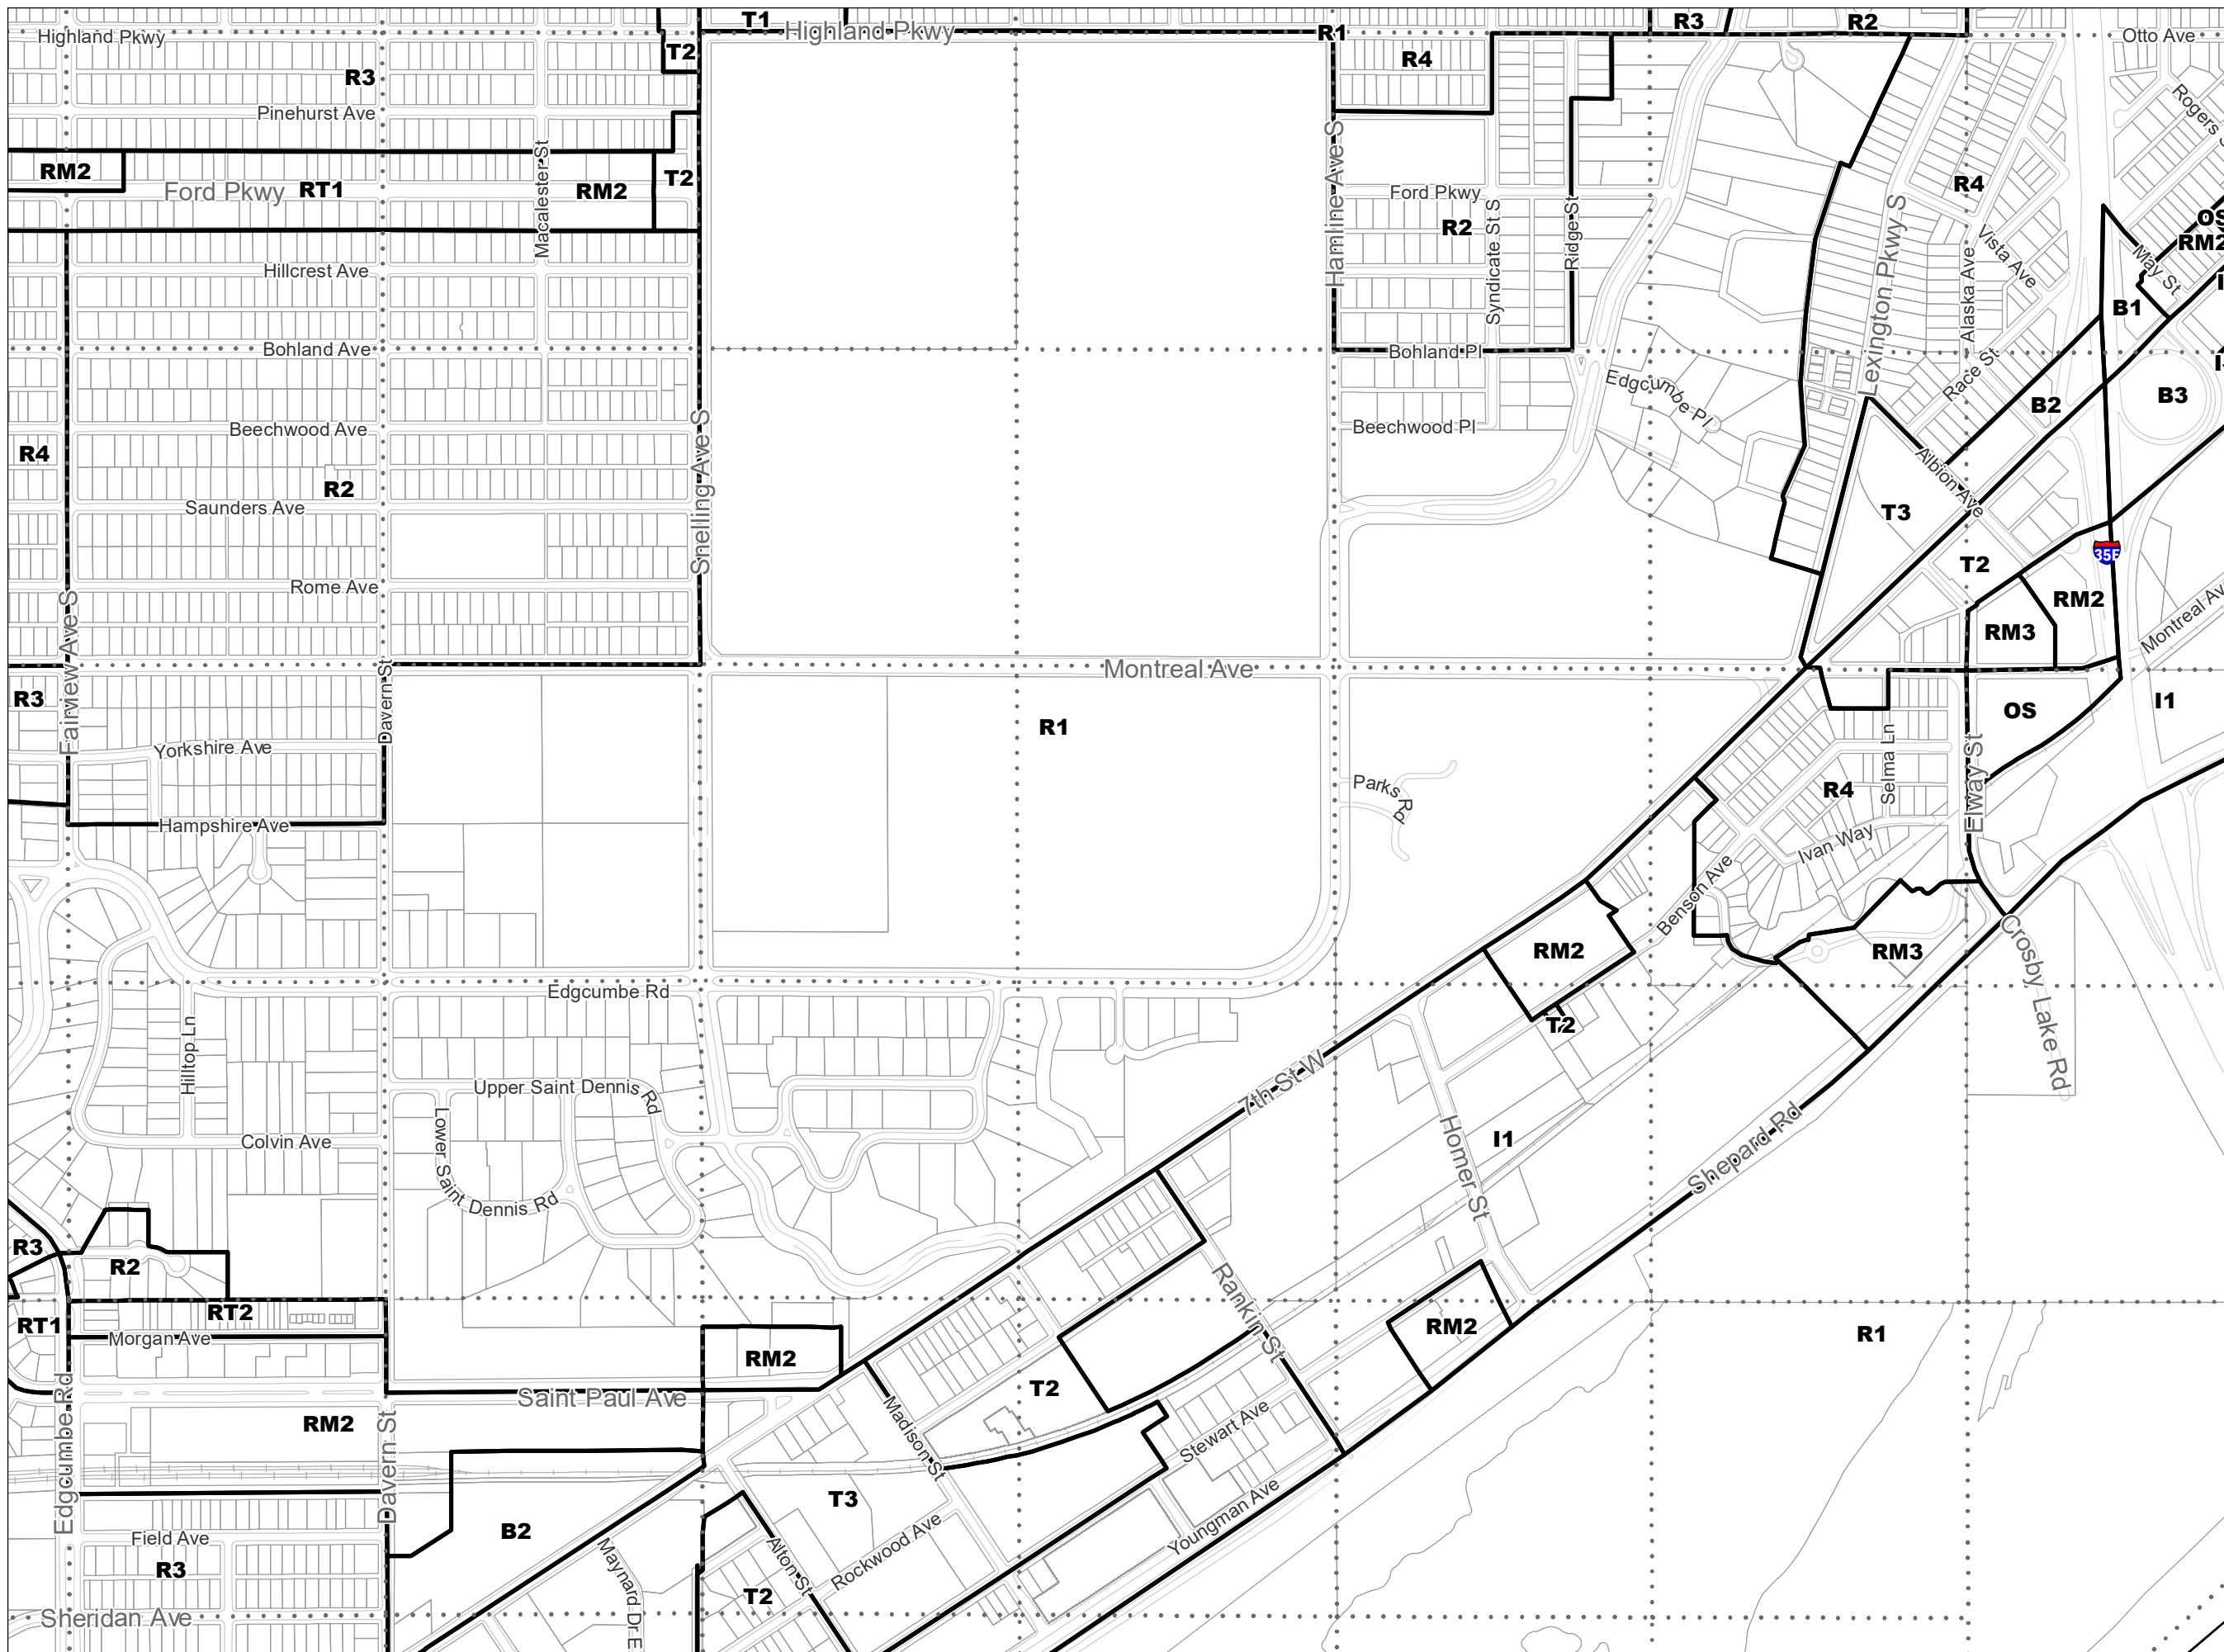 T1
Highland Pkwy
R1
R3
R2
Otto Ave
Highland Pkwy
T2
R4
R3
Pinehurst Ave
Rogers
RM2
Ford Pkwy
RT1
Macalester St
RM2
T2
Hamline Ave S
Ford Pkwy
R2
Syndicate St S
Ridge St
R4
Lexington Pkwy S
Alaska Ave
Vista Ave
May St
OS
RM2
B1
Hillcrest Ave
Bohland Ave
Bohland Pl
Edgcumbe Pl
Race St
B2
B3
Beechwood Ave
Beechwood Pl
R4
R2
Saunders Ave
Snelling Ave S
Albion Ave
T3
T2
35E
Rome Ave
RM2
RM3
Montreal Av
Fairview Ave S
Davern St
Montreal Ave
R3
R1
OS
I1
Yorkshire Ave
Parks Rd
R4
Selma Ln
Elway St
Hampshire Ave
Ivan Way
Benson Ave
RM2
RM3
Crosby Lake Rd
Edgcumbe Rd
T2
Hilltop Ln
Upper Saint Dennis Rd
7th St W
Lower Saint Dennis Rd
Colvin Ave
Homer St
I1
Shepard Rd
R3
R2
RT2
RT1
Morgan Ave
Rankin St
RM2
R1
RM2
T2
Saint Paul Ave
Edgcumbe Rd
RM2
Davern St
Madison St
Stewart Ave
T3
Youngman Ave
B2
Field Ave
Maynard Dr E
Alton St
Rockwood Ave
R3
T2
Sheridan Ave